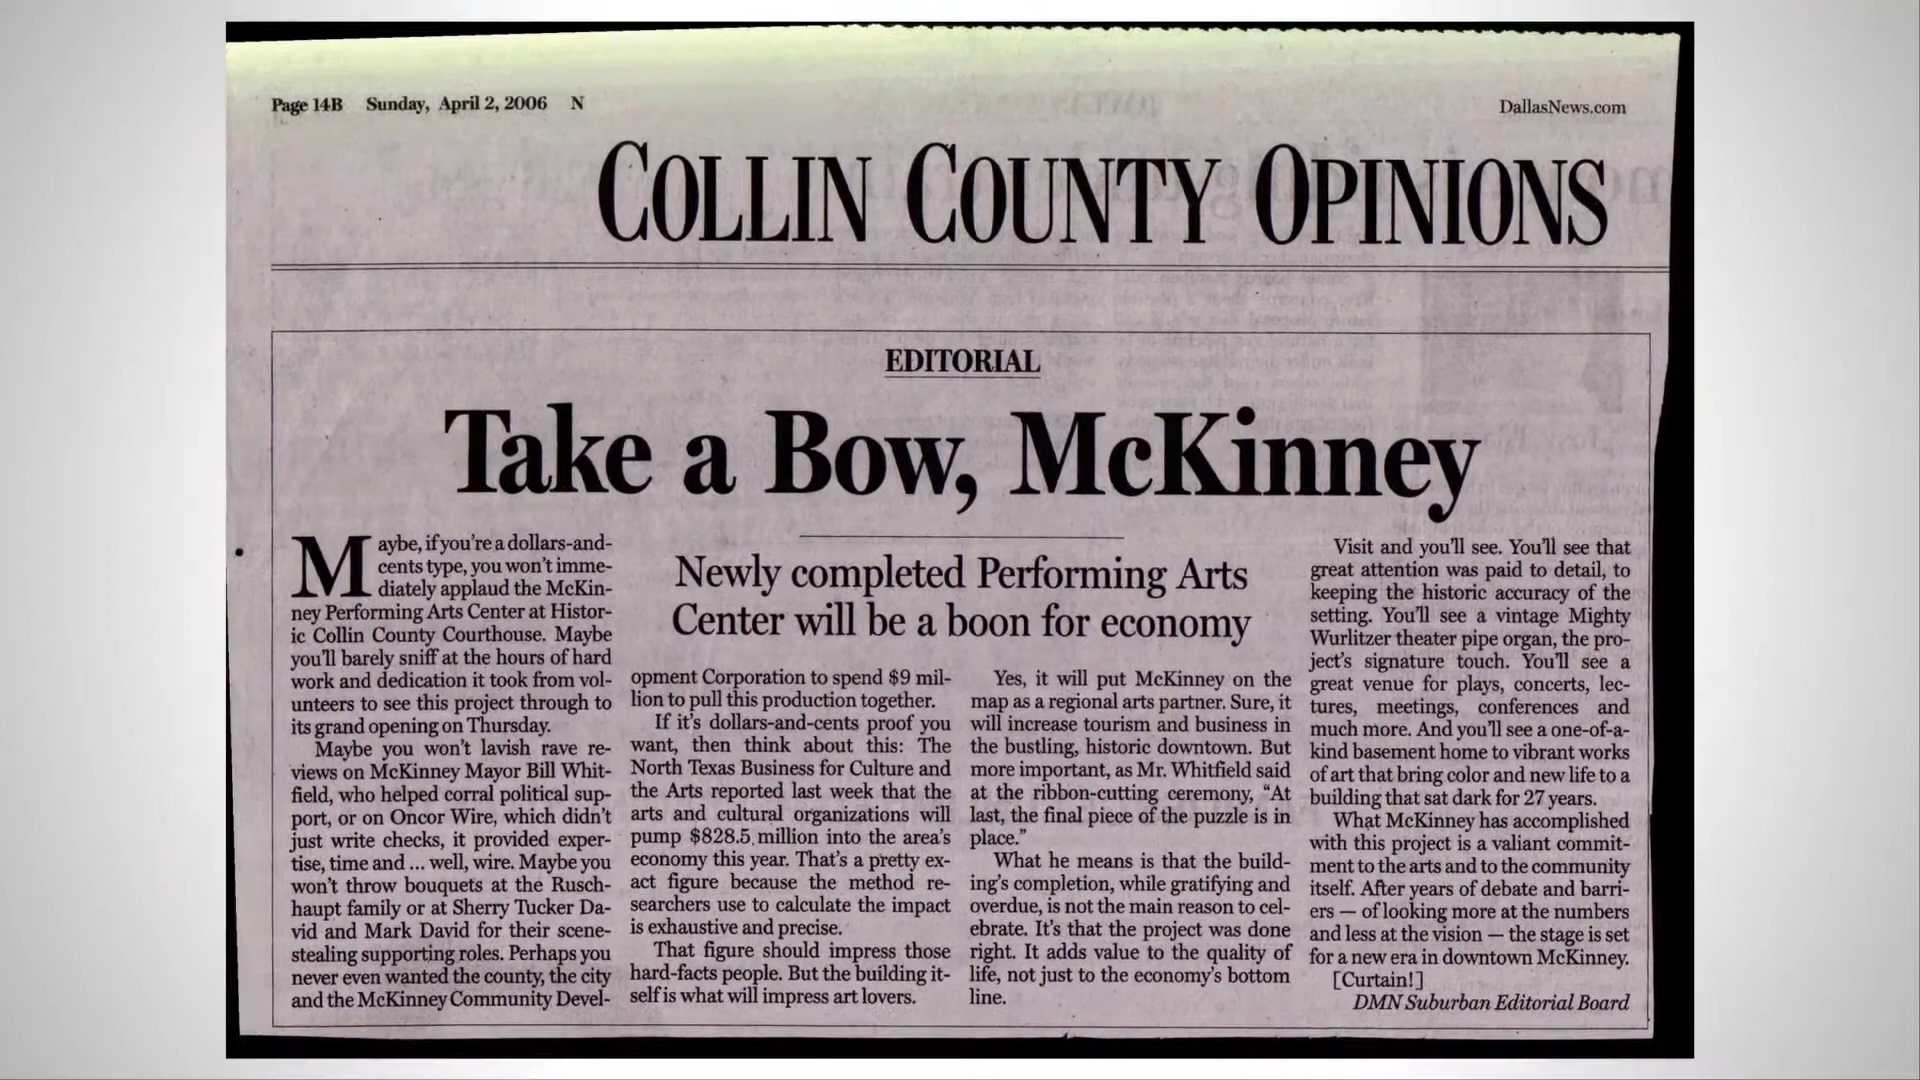 Page 14B Sunday, April 2, 2006 N
DallasNews.com
COLLIN COUNTY OPINIONS
EDITORIAL
Take a Bow, McKinney
Newly completed Performing Arts
Center will be a boon for economy
Maybe, if you're a dollars-and-
cents type, you won't imme-
diately applaud the McKin-
ney Performing Arts Center at Histor-
ic Collin County Courthouse. Maybe
you'll barely sniff at the hours of hard
work and dedication it took from vol-
unteers to see this project through to
its grand opening on Thursday.
Maybe you won't lavish rave re-
views on McKinney Mayor Bill Whit-
field, who helped corral political sup-
port, or on Oncor Wire, which didn't
just write checks, it provided exper-
tise, time and ... well, wire. Maybe you
won't throw bouquets at the Rusch-
haupt family or at Sherry Tucker Da-
vid and Mark David for their scene-
stealing supporting roles. Perhaps you
never even wanted the county, the city
and the McKinney Community Devel-
opment Corporation to spend $9 mil-
lion to pull this production together.
If it's dollars-and-cents proof you
want, then think about this: The
North Texas Business for Culture and
the Arts reported last week that the
arts and cultural organizations will
pump $828.5 million into the area's
economy this year. That's a pretty ex-
act figure because the method re-
searchers use to calculate the impact
is exhaustive and precise.
That figure should impress those
hard-facts people. But the building it-
self is what will impress art lovers.
Yes, it will put McKinney on the
map as a regional arts partner. Sure, it
will increase tourism and business in
the bustling, historic downtown. But
more important, as Mr. Whitfield said
at the ribbon-cutting ceremony, “At
last, the final piece of the puzzle is in
place.”
What he means is that the build-
ing's completion, while gratifying and
overdue, is not the main reason to cel-
ebrate. It's that the project was done
right. It adds value to the quality of
life, not just to the economy's bottom
line.
Visit and you'll see. You'll see that
great attention was paid to detail, to
keeping the historic accuracy of the
setting. You'll see a vintage Mighty
Wurlitzer theater pipe organ, the pro-
ject's signature touch. You'll see a
great venue for plays, concerts, lec-
tures, meetings, conferences and
much more. And you'll see a one-of-a-
kind basement home to vibrant works
of art that bring color and new life to a
building that sat dark for 27 years.
What McKinney has accomplished
with this project is a valiant commit-
ment to the arts and to the community
itself. After years of debate and barri-
ers — of looking more at the numbers
and less at the vision — the stage is set
for a new era in downtown McKinney.
[Curtain!]
DMN Suburban Editorial Board